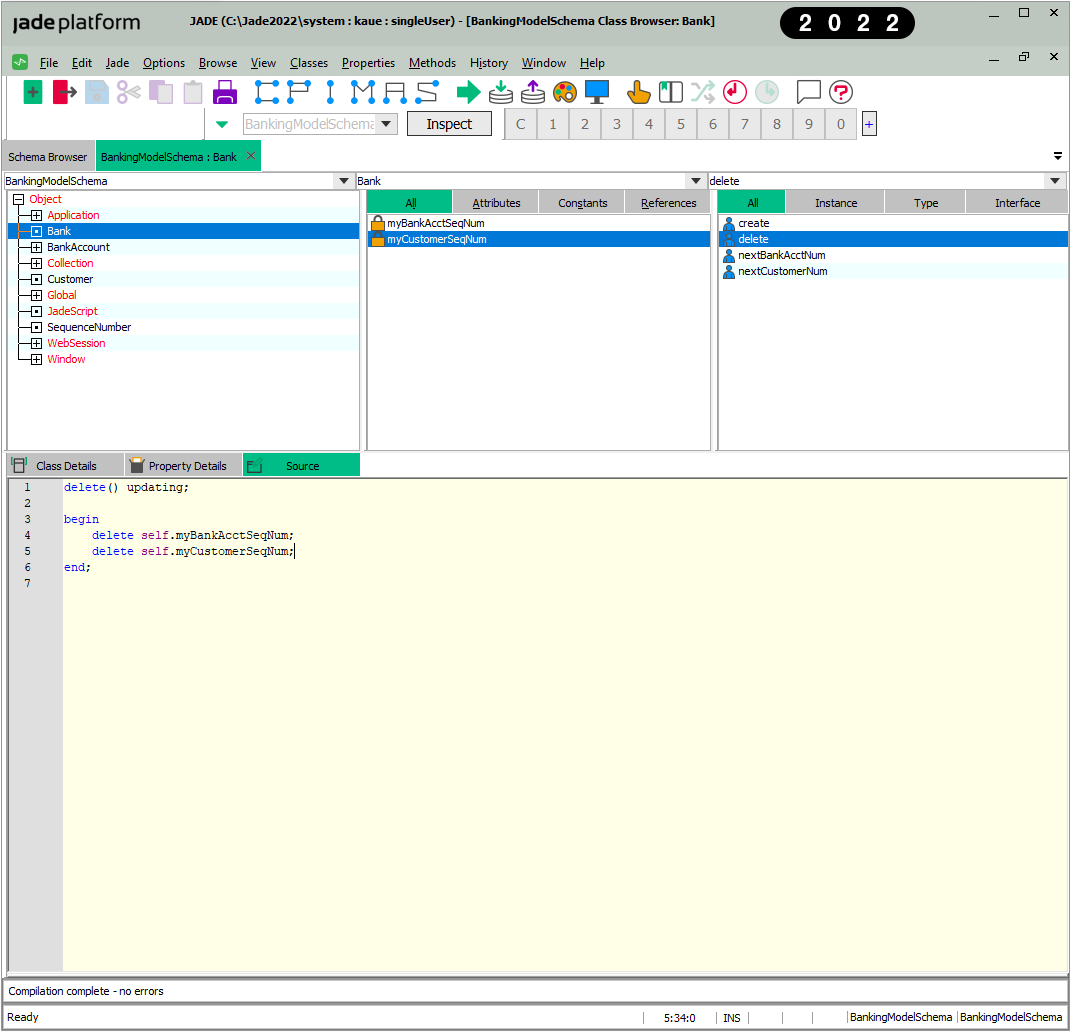 jadeplatform
JADE (C:\Jade2022\system : kaue : singleUser) - [BankingModelSchema Class Browser: Bank]
2 0 2 2
File Edit Jade Options Browse View Classes Properties Methods History Window Help
BankingModelSchema Inspect C 1 2 3 4 5 6 7 8 9 0 +
Schema Browser BankingModelSchema : Bank
BankingModelSchema Bank delete
Object
Application
Bank
BankAccount
Collection
Customer
Global
JadeScript
SequenceNumber
WebSession
Window
All Attributes Constants References
myBankAcctSeqNum
myCustomerSeqNum
All Instance Type Interface
create
delete
nextBankAcctNum
nextCustomerNum
Class Details Property Details Source
1 delete() updating;
2
3 begin
4 delete self.myBankAcctSeqNum;
5 delete self.myCustomerSeqNum;
6 end;
7
Compilation complete - no errors
Ready 5:34:0 INS BankingModelSchema BankingModelSchema